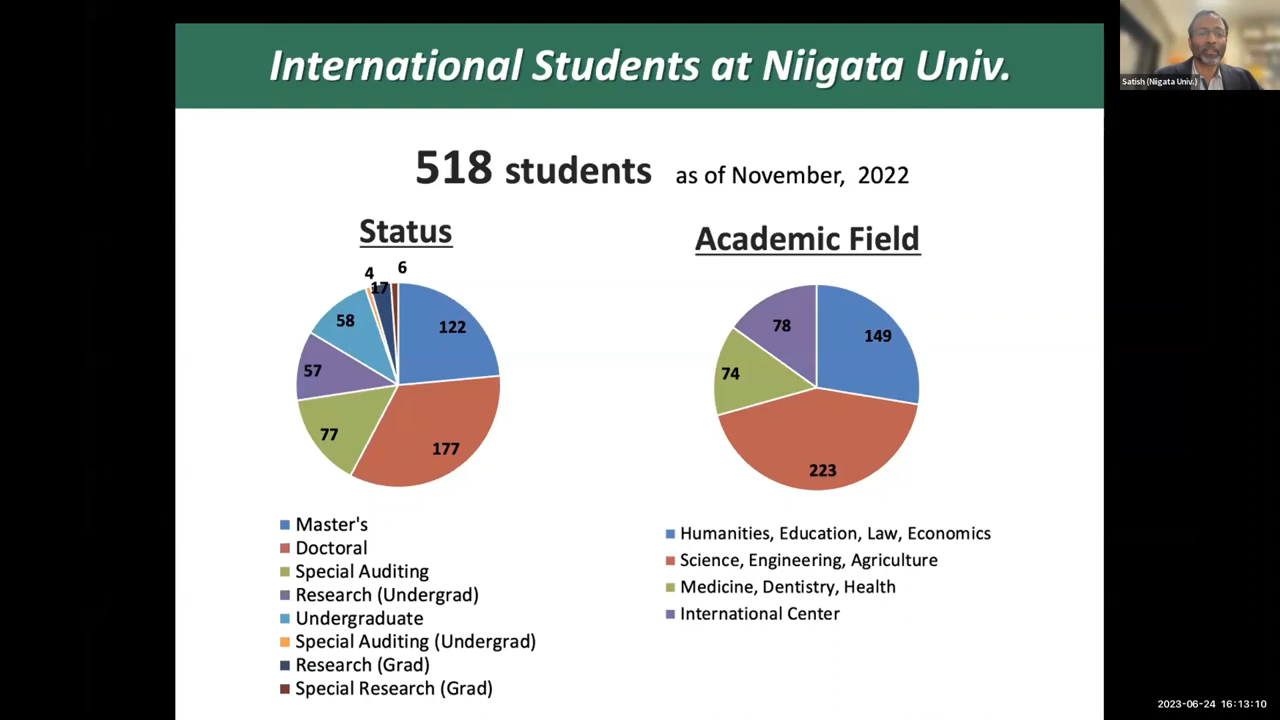 International Students at Niigata Univ.
Satish (Niigata Univ.)
518 students as of November, 2022
Status
Academic Field
4
6
17
58
122
57
77
177
78
149
74
223
Master's
Doctoral
Special Auditing
Research (Undergrad)
Undergraduate
Special Auditing (Undergrad)
Research (Grad)
Special Research (Grad)
Humanities, Education, Law, Economics
Science, Engineering, Agriculture
Medicine, Dentistry, Health
International Center
2023-06-24 16:13:10